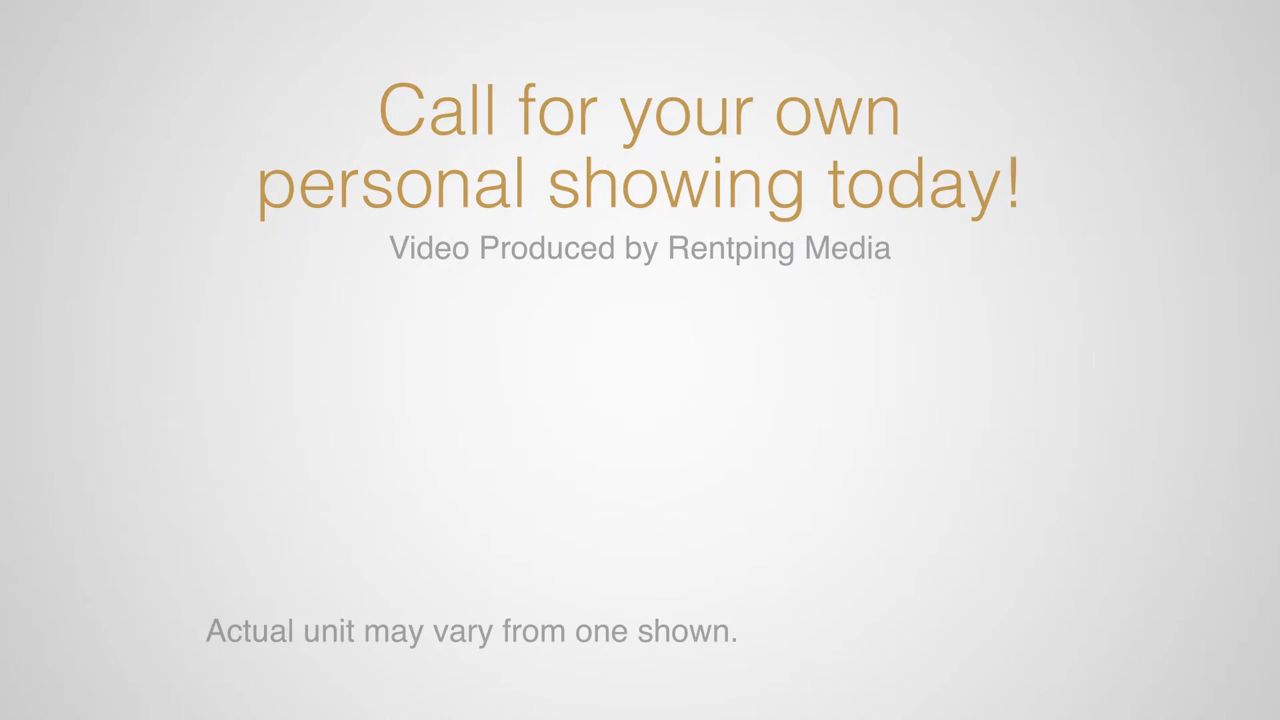 Call for your own
personal showing today!
Video Produced by Rentping Media
Actual unit may vary from one shown.